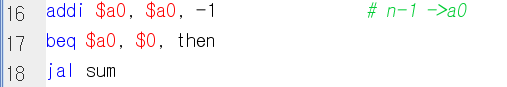 16 addi $a0, $a0, -1 # n-1 ->a0
17 beq $a0, $0, then
18 jal sum